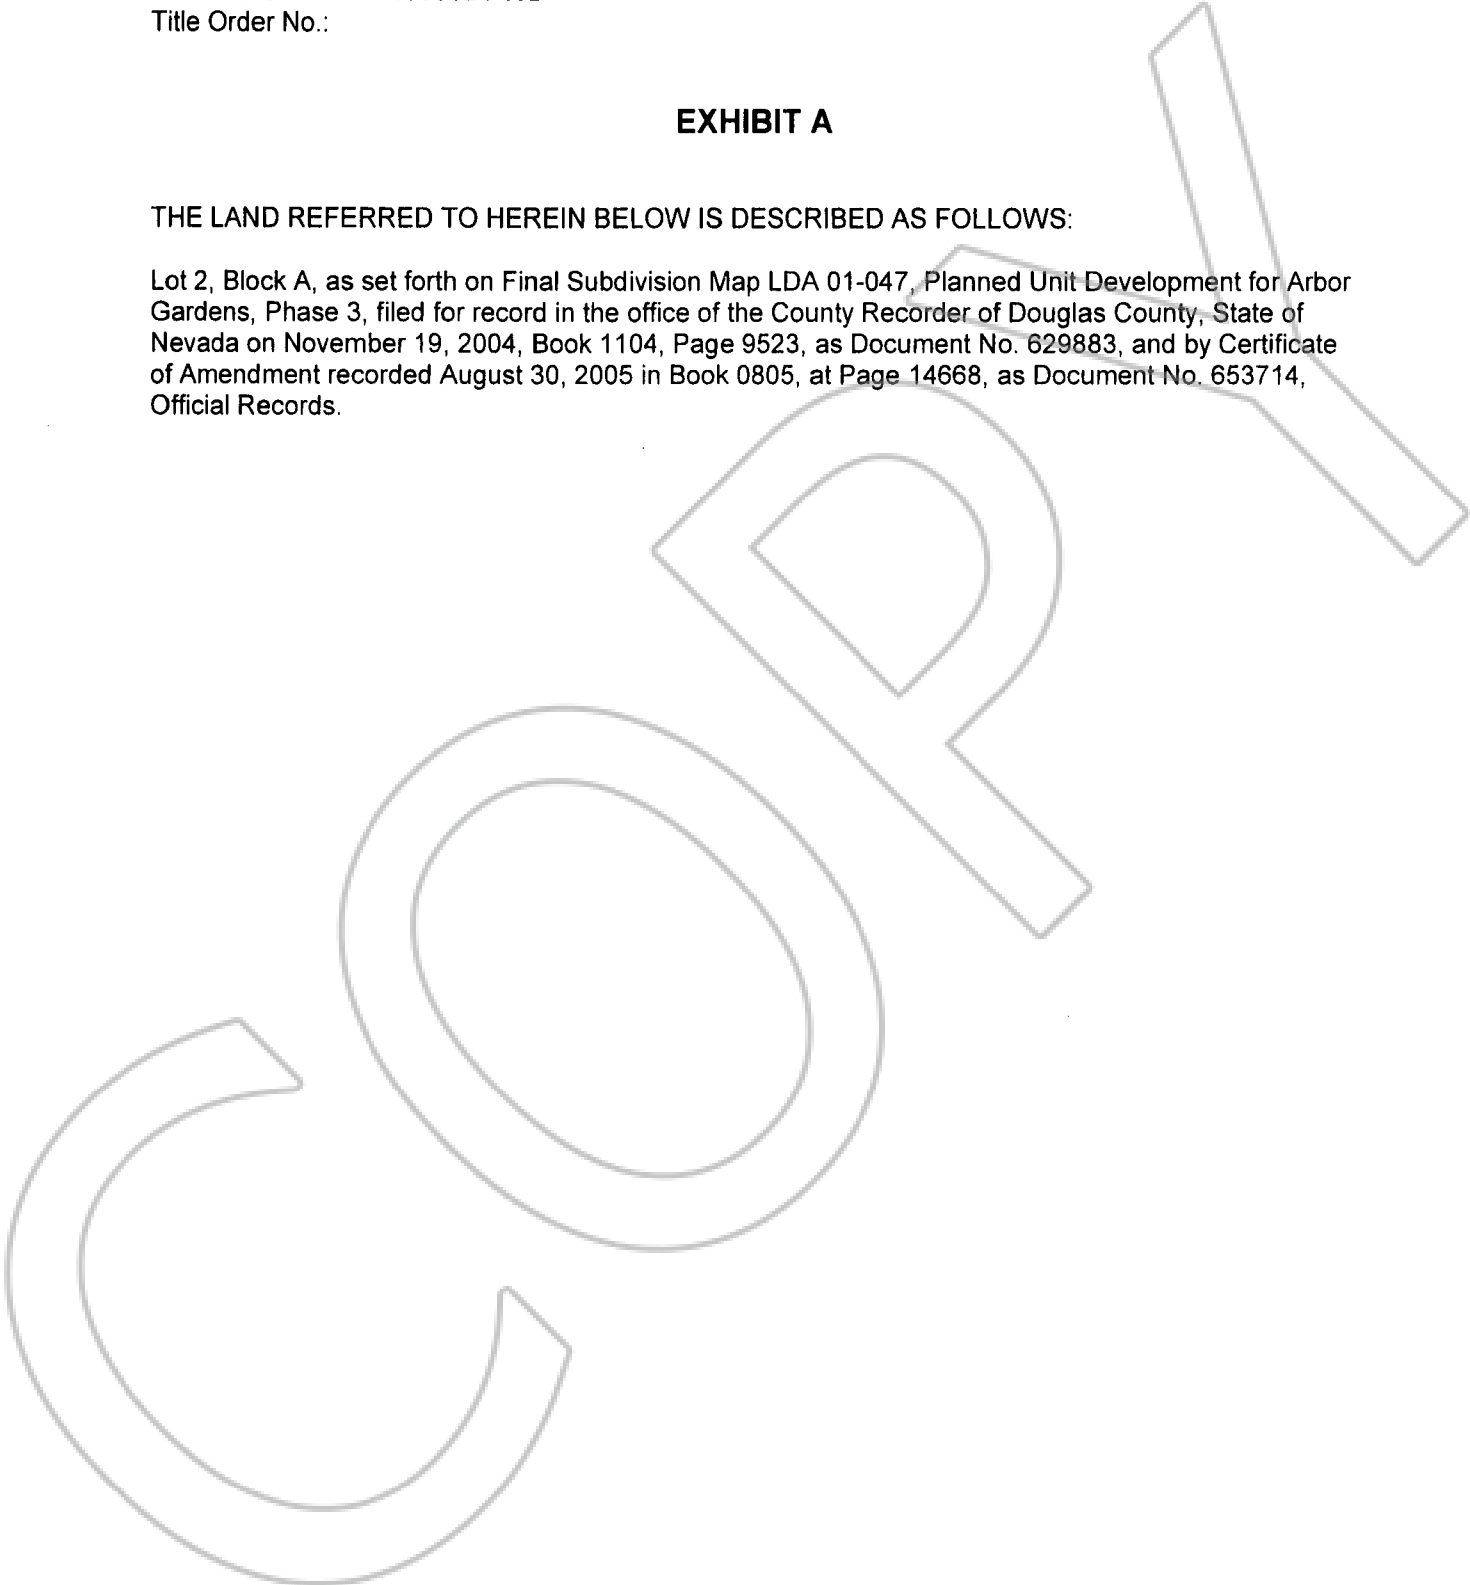 Title Order No.:
EXHIBIT A
THE LAND REFERRED TO HEREIN BELOW IS DESCRIBED AS FOLLOWS:
Lot 2, Block A, as set forth on Final Subdivision Map LDA 01-047, Planned Unit Development for Arbor
Gardens, Phase 3, filed for record in the office of the County Recorder of Douglas County, State of
Nevada on November 19, 2004, Book 1104, Page 9523, as Document No. 629883, and by Certificate
of Amendment recorded August 30, 2005 in Book 0805, at Page 14668, as Document No. 653714,
Official Records.
COPY